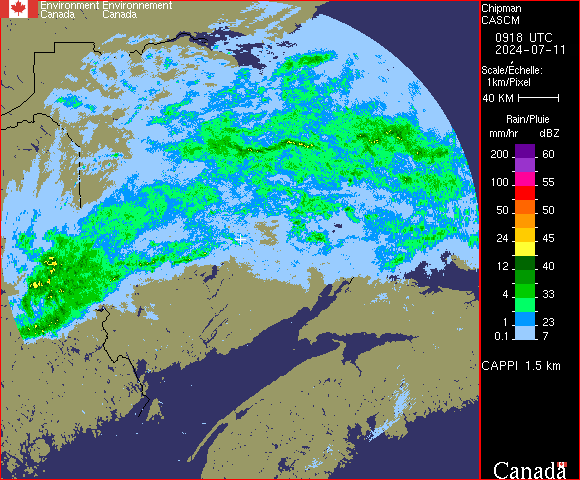 Environment Environnement
Canada Canada
Chipman
CASCM
0918 UTC
2024-07-11
Scale/Échelle:
1km/Pixel
40 KM
Rain/Pluie
mm/hr dBZ
200 60
100 55
50 50
24 45
12 40
4 33
1 23
0.1 7
CAPPI 1.5 km
Canada